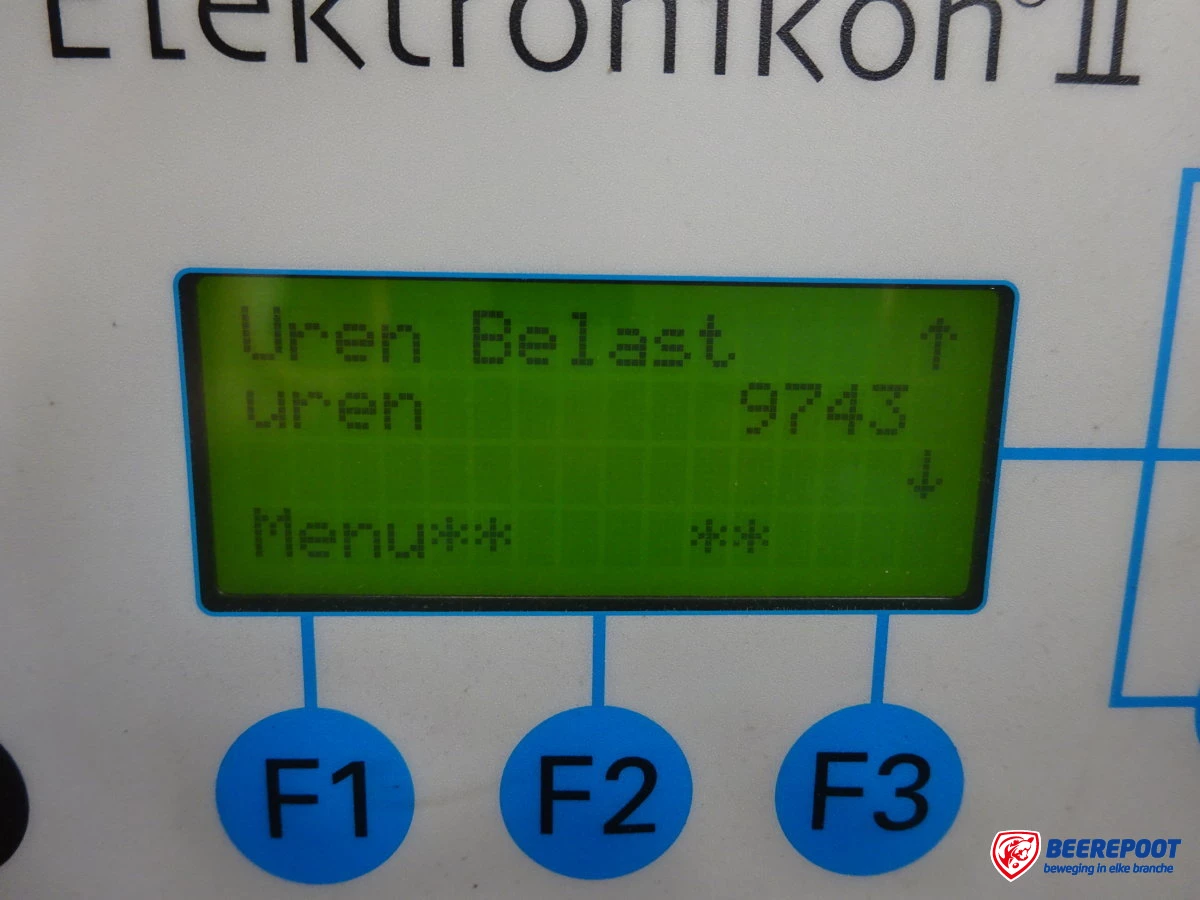 Elektronikon® II
Uren Belast ↑
uren 9743
↓
Menu** **
F1 F2 F3
BEEREPOOT
beweging in elke branche